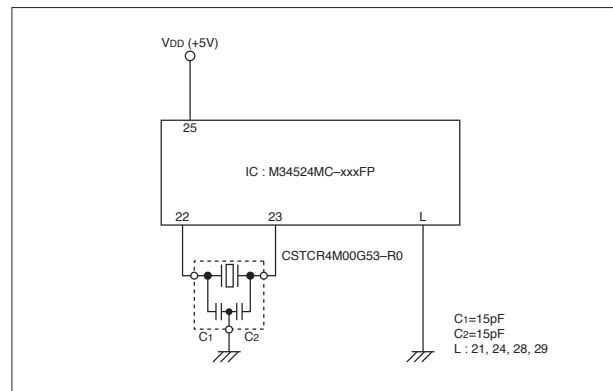 VDD (+5V)
25
IC : M34524MC–xxxFP
22 23 L
CSTCR4M00G53–R0
C1 C2
C1=15pF
C2=15pF
L : 21, 24, 28, 29